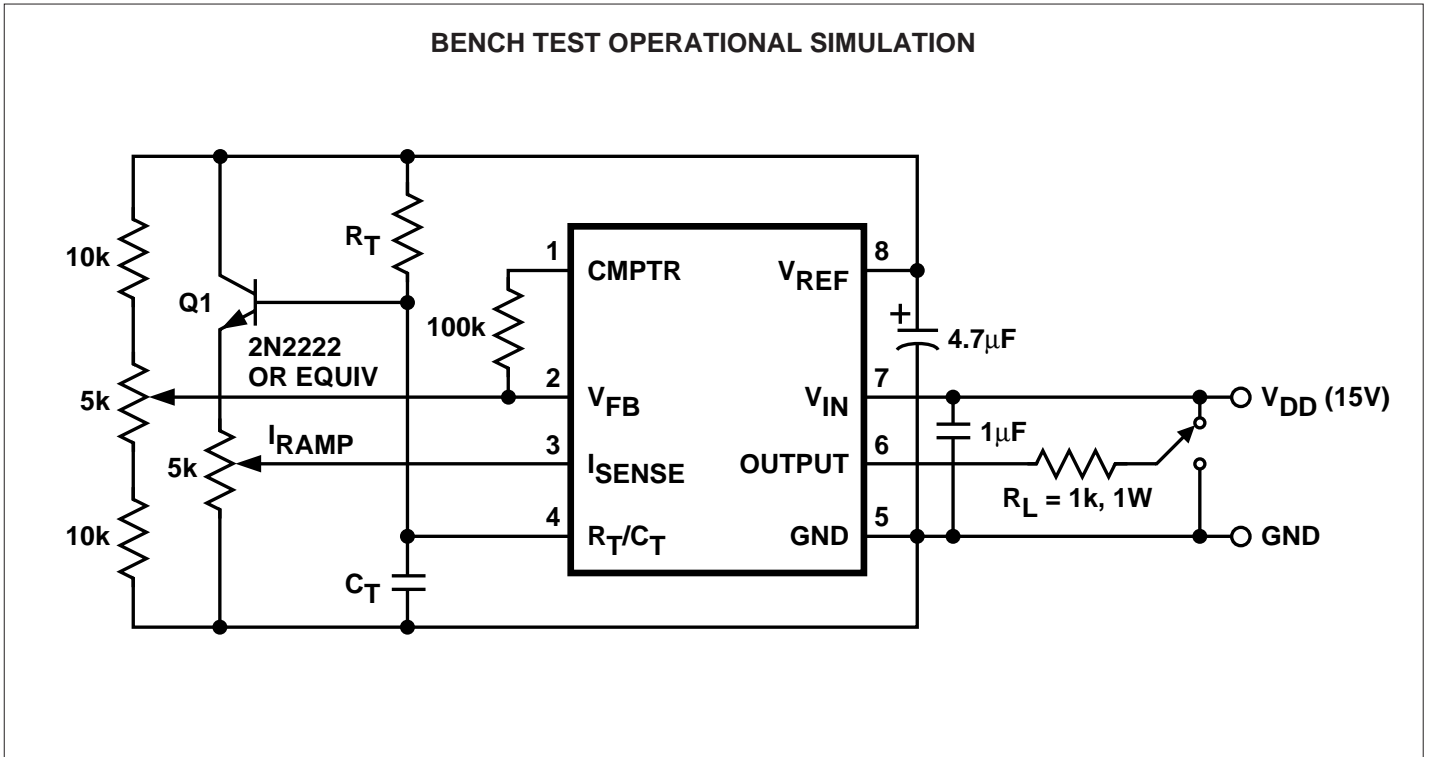 BENCH TEST OPERATIONAL SIMULATION
10k
Q1
2N2222
OR EQUIV
5k
10k
5k
IRAMP
RT
CT
100k
1
CMPTR
2
VFB
3
ISENSE
4
RT/CT
8
VREF
7
VIN
6
OUTPUT
5
GND
+
4.7μF
1μF
RL = 1k, 1W
VDD (15V)
GND